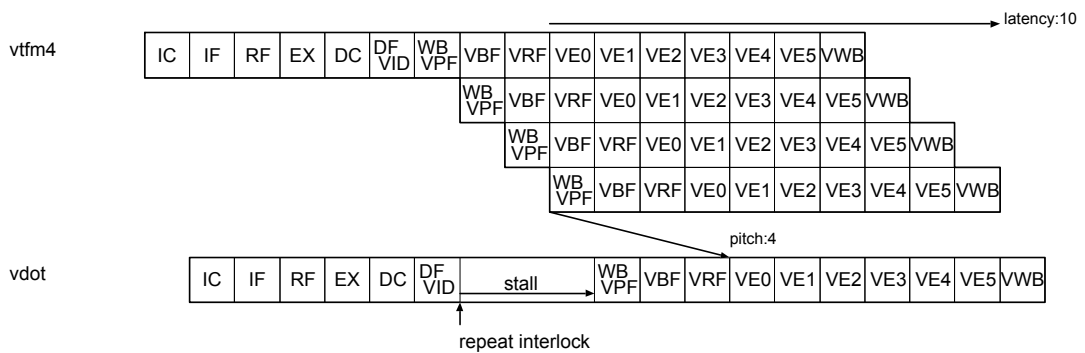 latency:10
vtfm4 IC IF RF EX DC DF VID WB VPF VBF VRF VE0 VE1 VE2 VE3 VE4 VE5 VWB
WB VPF VBF VRF VE0 VE1 VE2 VE3 VE4 VE5 VWB
WB VPF VBF VRF VE0 VE1 VE2 VE3 VE4 VE5 VWB
WB VPF VBF VRF VE0 VE1 VE2 VE3 VE4 VE5 VWB
pitch:4
vdot IC IF RF EX DC DF VID stall WB VPF VBF VRF VE0 VE1 VE2 VE3 VE4 VE5 VWB
repeat interlock